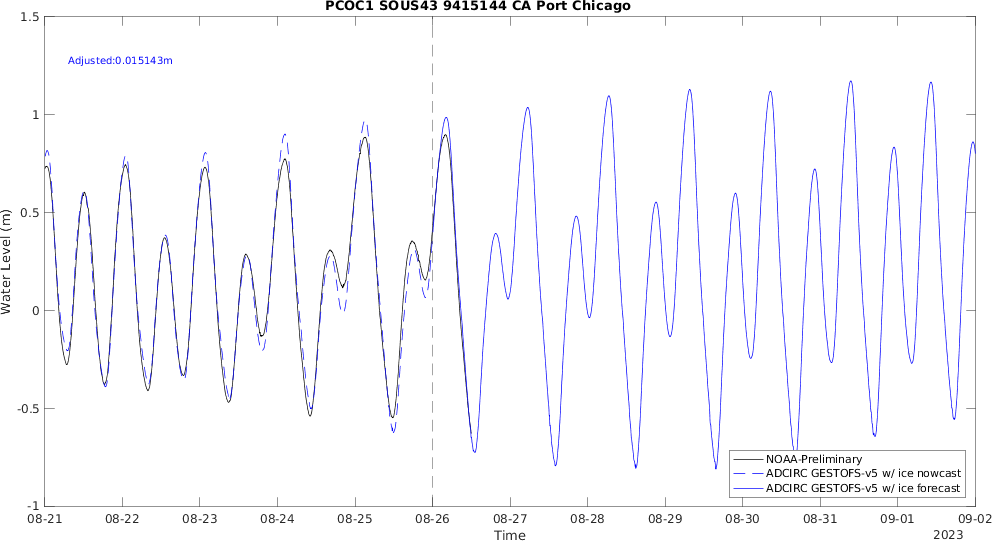 PCOC1 SOUS43 9415144 CA Port Chicago
1.5
Adjusted:0.015143m
1
0.5
Water Level (m)
0
-0.5
-1
NOAA-Preliminary
ADCIRC GESTOFS-v5 w/ ice nowcast
ADCIRC GESTOFS-v5 w/ ice forecast
08-21 08-22 08-23 08-24 08-25 08-26 08-27 08-28 08-29 08-30 08-31 09-01 09-02
Time
2023